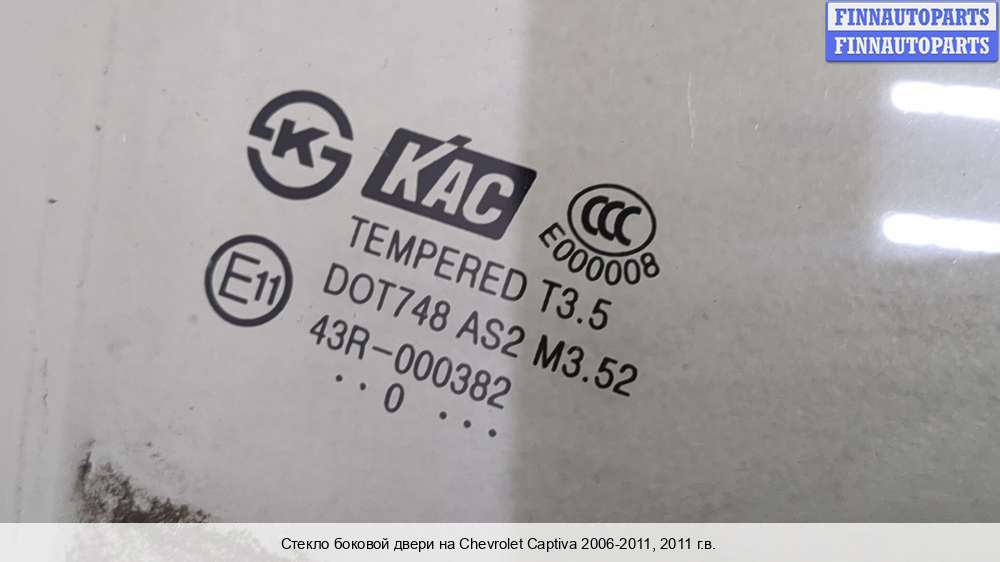 FINNAUTOPARTS
FINNAUTOPARTS
K
KAC
CCC
E000008
TEMPERED T3.5
E11
DOT748 AS2 M3.52
43R-000382
·· 0 ···
Стекло боковой двери на Chevrolet Captiva 2006-2011, 2011 г.в.